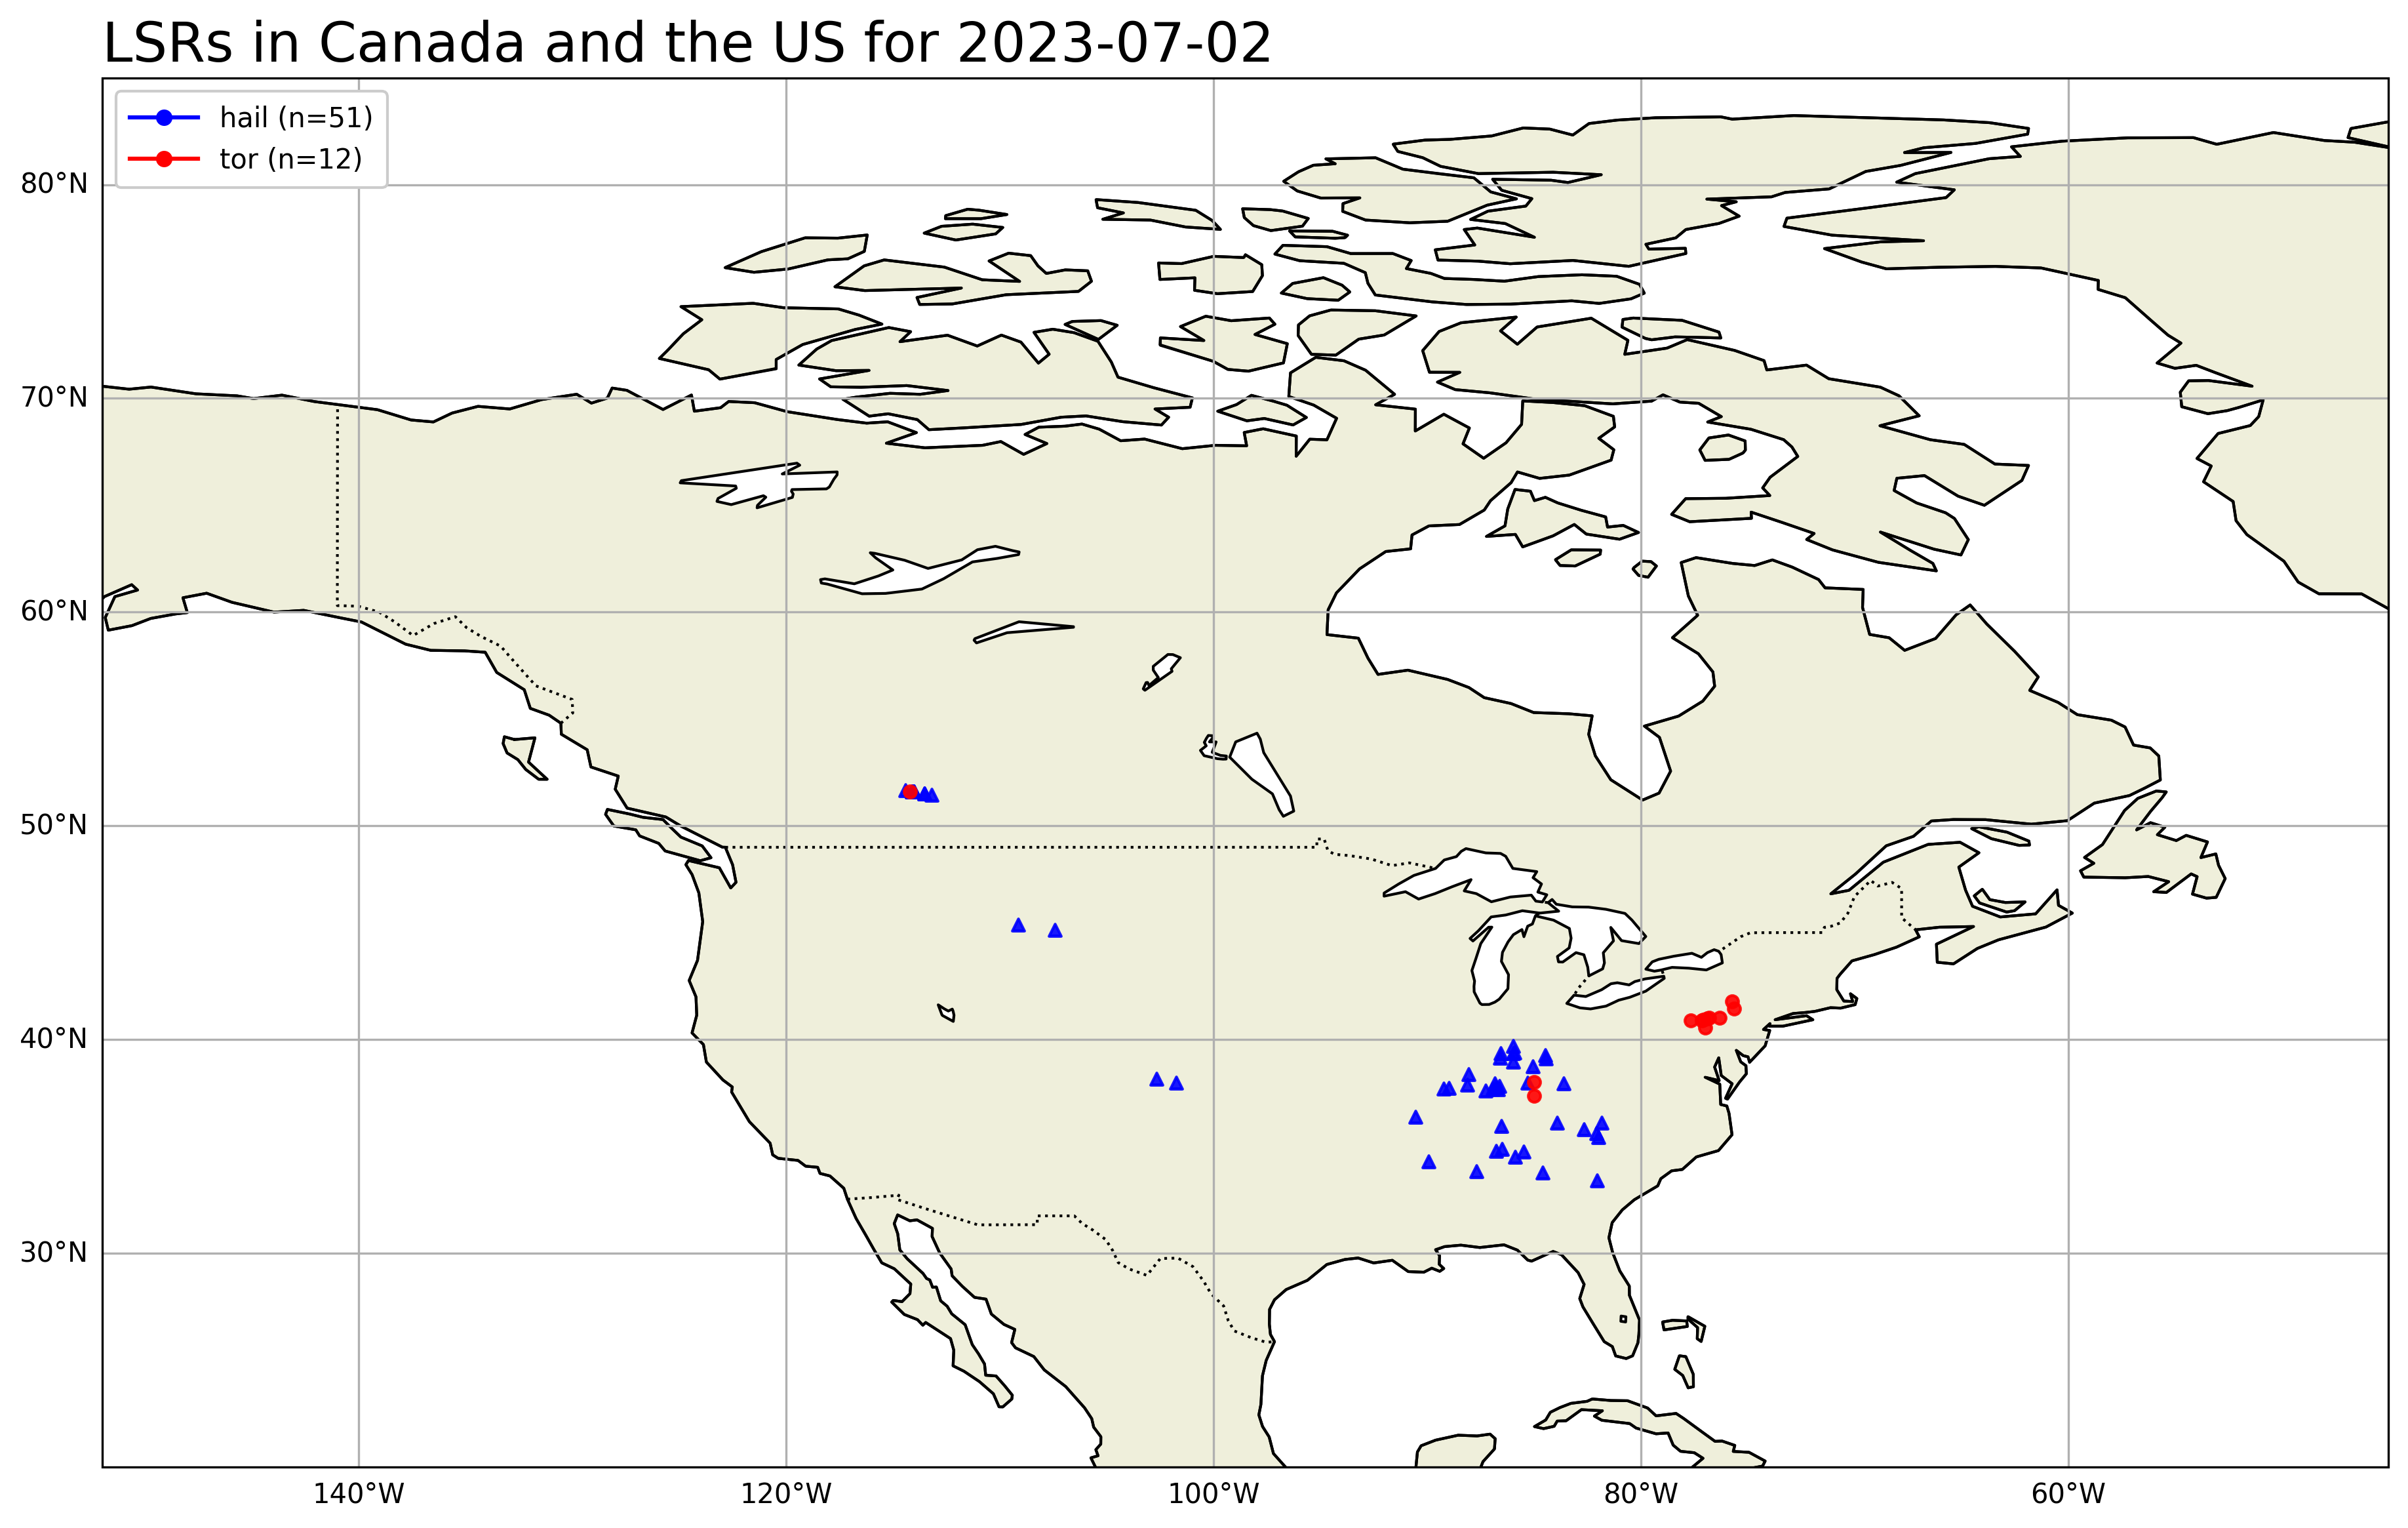 LSRs in Canada and the US for 2023-07-02
hail (n=51)
tor (n=12)
80°N
70°N
60°N
50°N
40°N
30°N
140°W 120°W 100°W 80°W 60°W